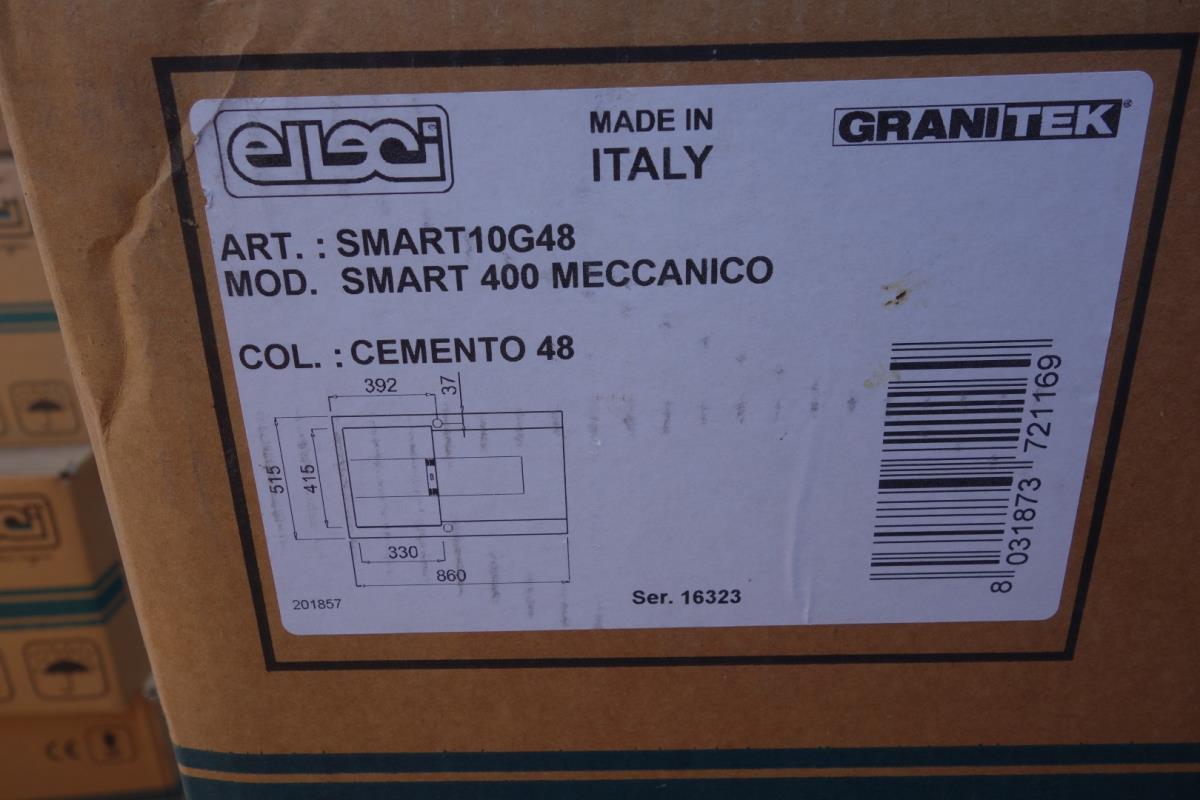 elleci
MADE IN
ITALY
GRANITEK®
ART. : SMART10G48
MOD. SMART 400 MECCANICO
COL. : CEMENTO 48
392
37
515
415
330
860
201857
Ser. 16323
8 031873 721169
CE